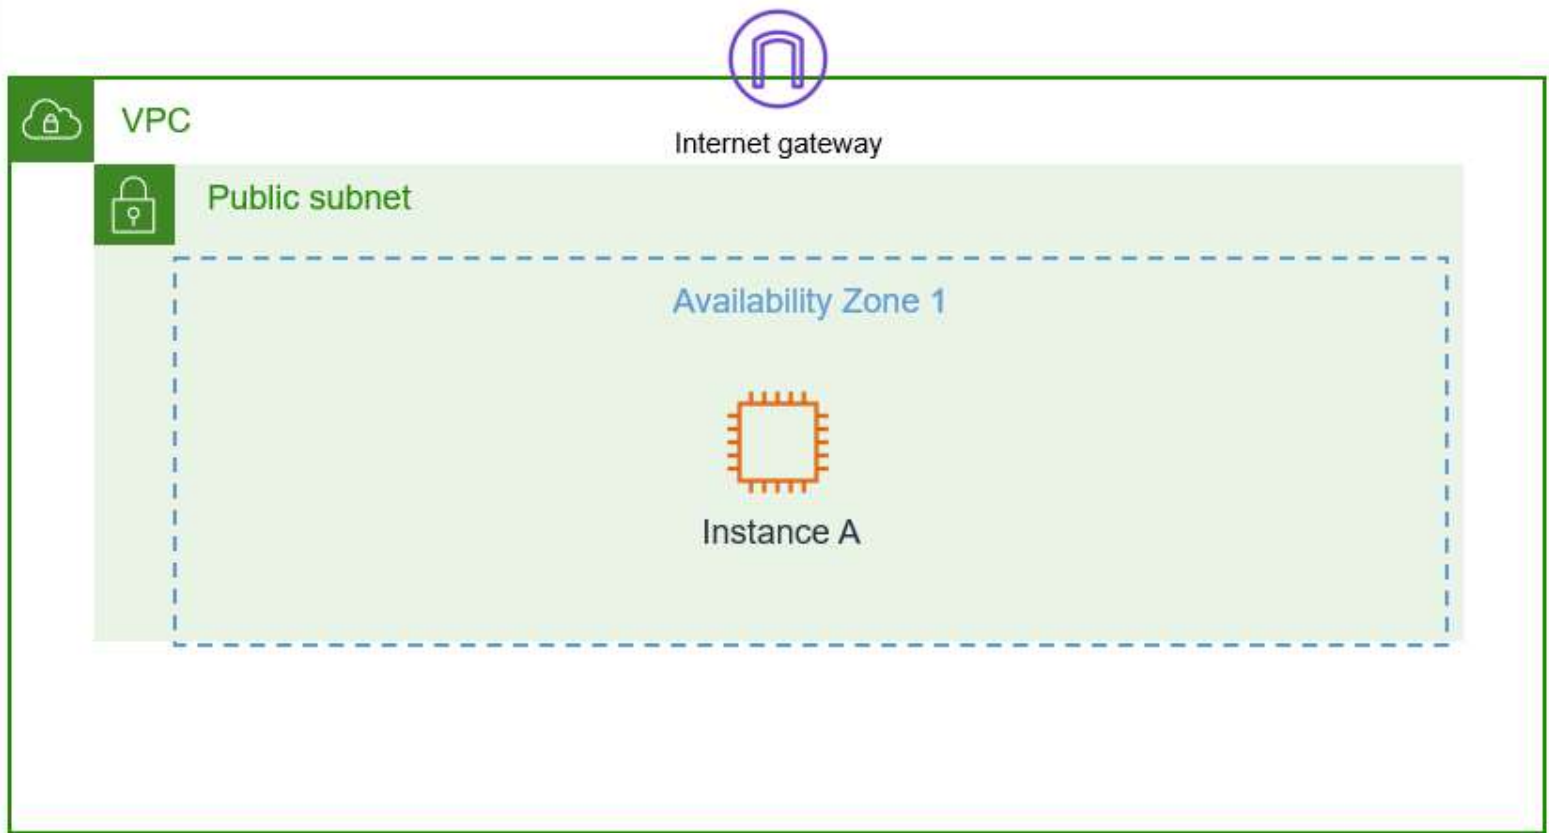 VPC
Internet gateway
Public subnet
Availability Zone 1
Instance A